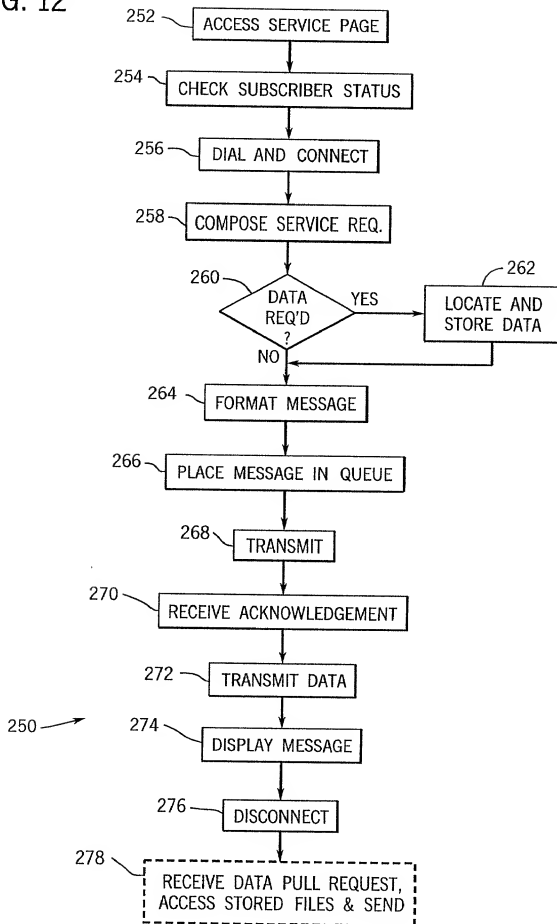 G. 12
252
ACCESS SERVICE PAGE
254
CHECK SUBSCRIBER STATUS
256
DIAL AND CONNECT
258
COMPOSE SERVICE REQ.
260
DATA
REQ'D
?
YES
262
LOCATE AND
STORE DATA
NO
264
FORMAT MESSAGE
266
PLACE MESSAGE IN QUEUE
268
TRANSMIT
270
RECEIVE ACKNOWLEDGEMENT
272
TRANSMIT DATA
250
274
DISPLAY MESSAGE
276
DISCONNECT
278
RECEIVE DATA PULL REQUEST,
ACCESS STORED FILES & SEND